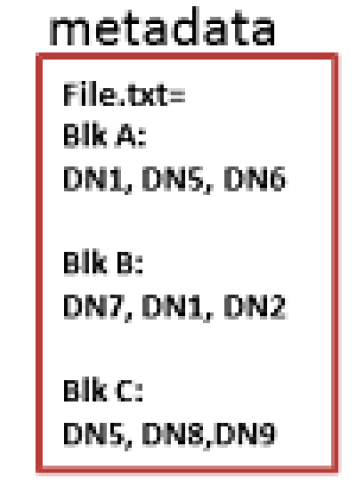 metadata
File.txt=
Blk A:
DN1, DN5, DN6
Blk B:
DN7, DN1, DN2
Blk C:
DN5, DN8,DN9